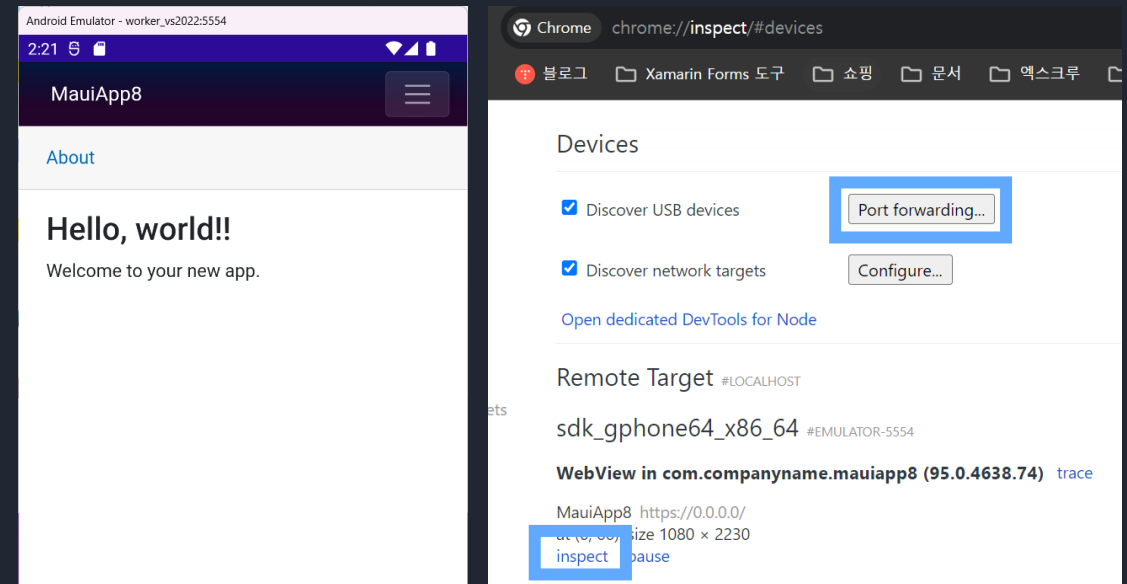 Android Emulator - worker_vs2022:5554
2:21
MauiApp8
About
Hello, world!!
Welcome to your new app.
Chrome chrome://inspect/#devices
블로그 Xamarin Forms 도구 쇼핑 문서 엑스크루
Devices
Discover USB devices Port forwarding...
Discover network targets Configure...
Open dedicated DevTools for Node
Remote Target #LOCALHOST
ets
sdk_gphone64_x86_64 #EMULATOR-5554
WebView in com.companyname.mauiapp8 (95.0.4638.74) trace
MauiApp8 https://0.0.0.0/
size 1080 × 2230
inspect pause